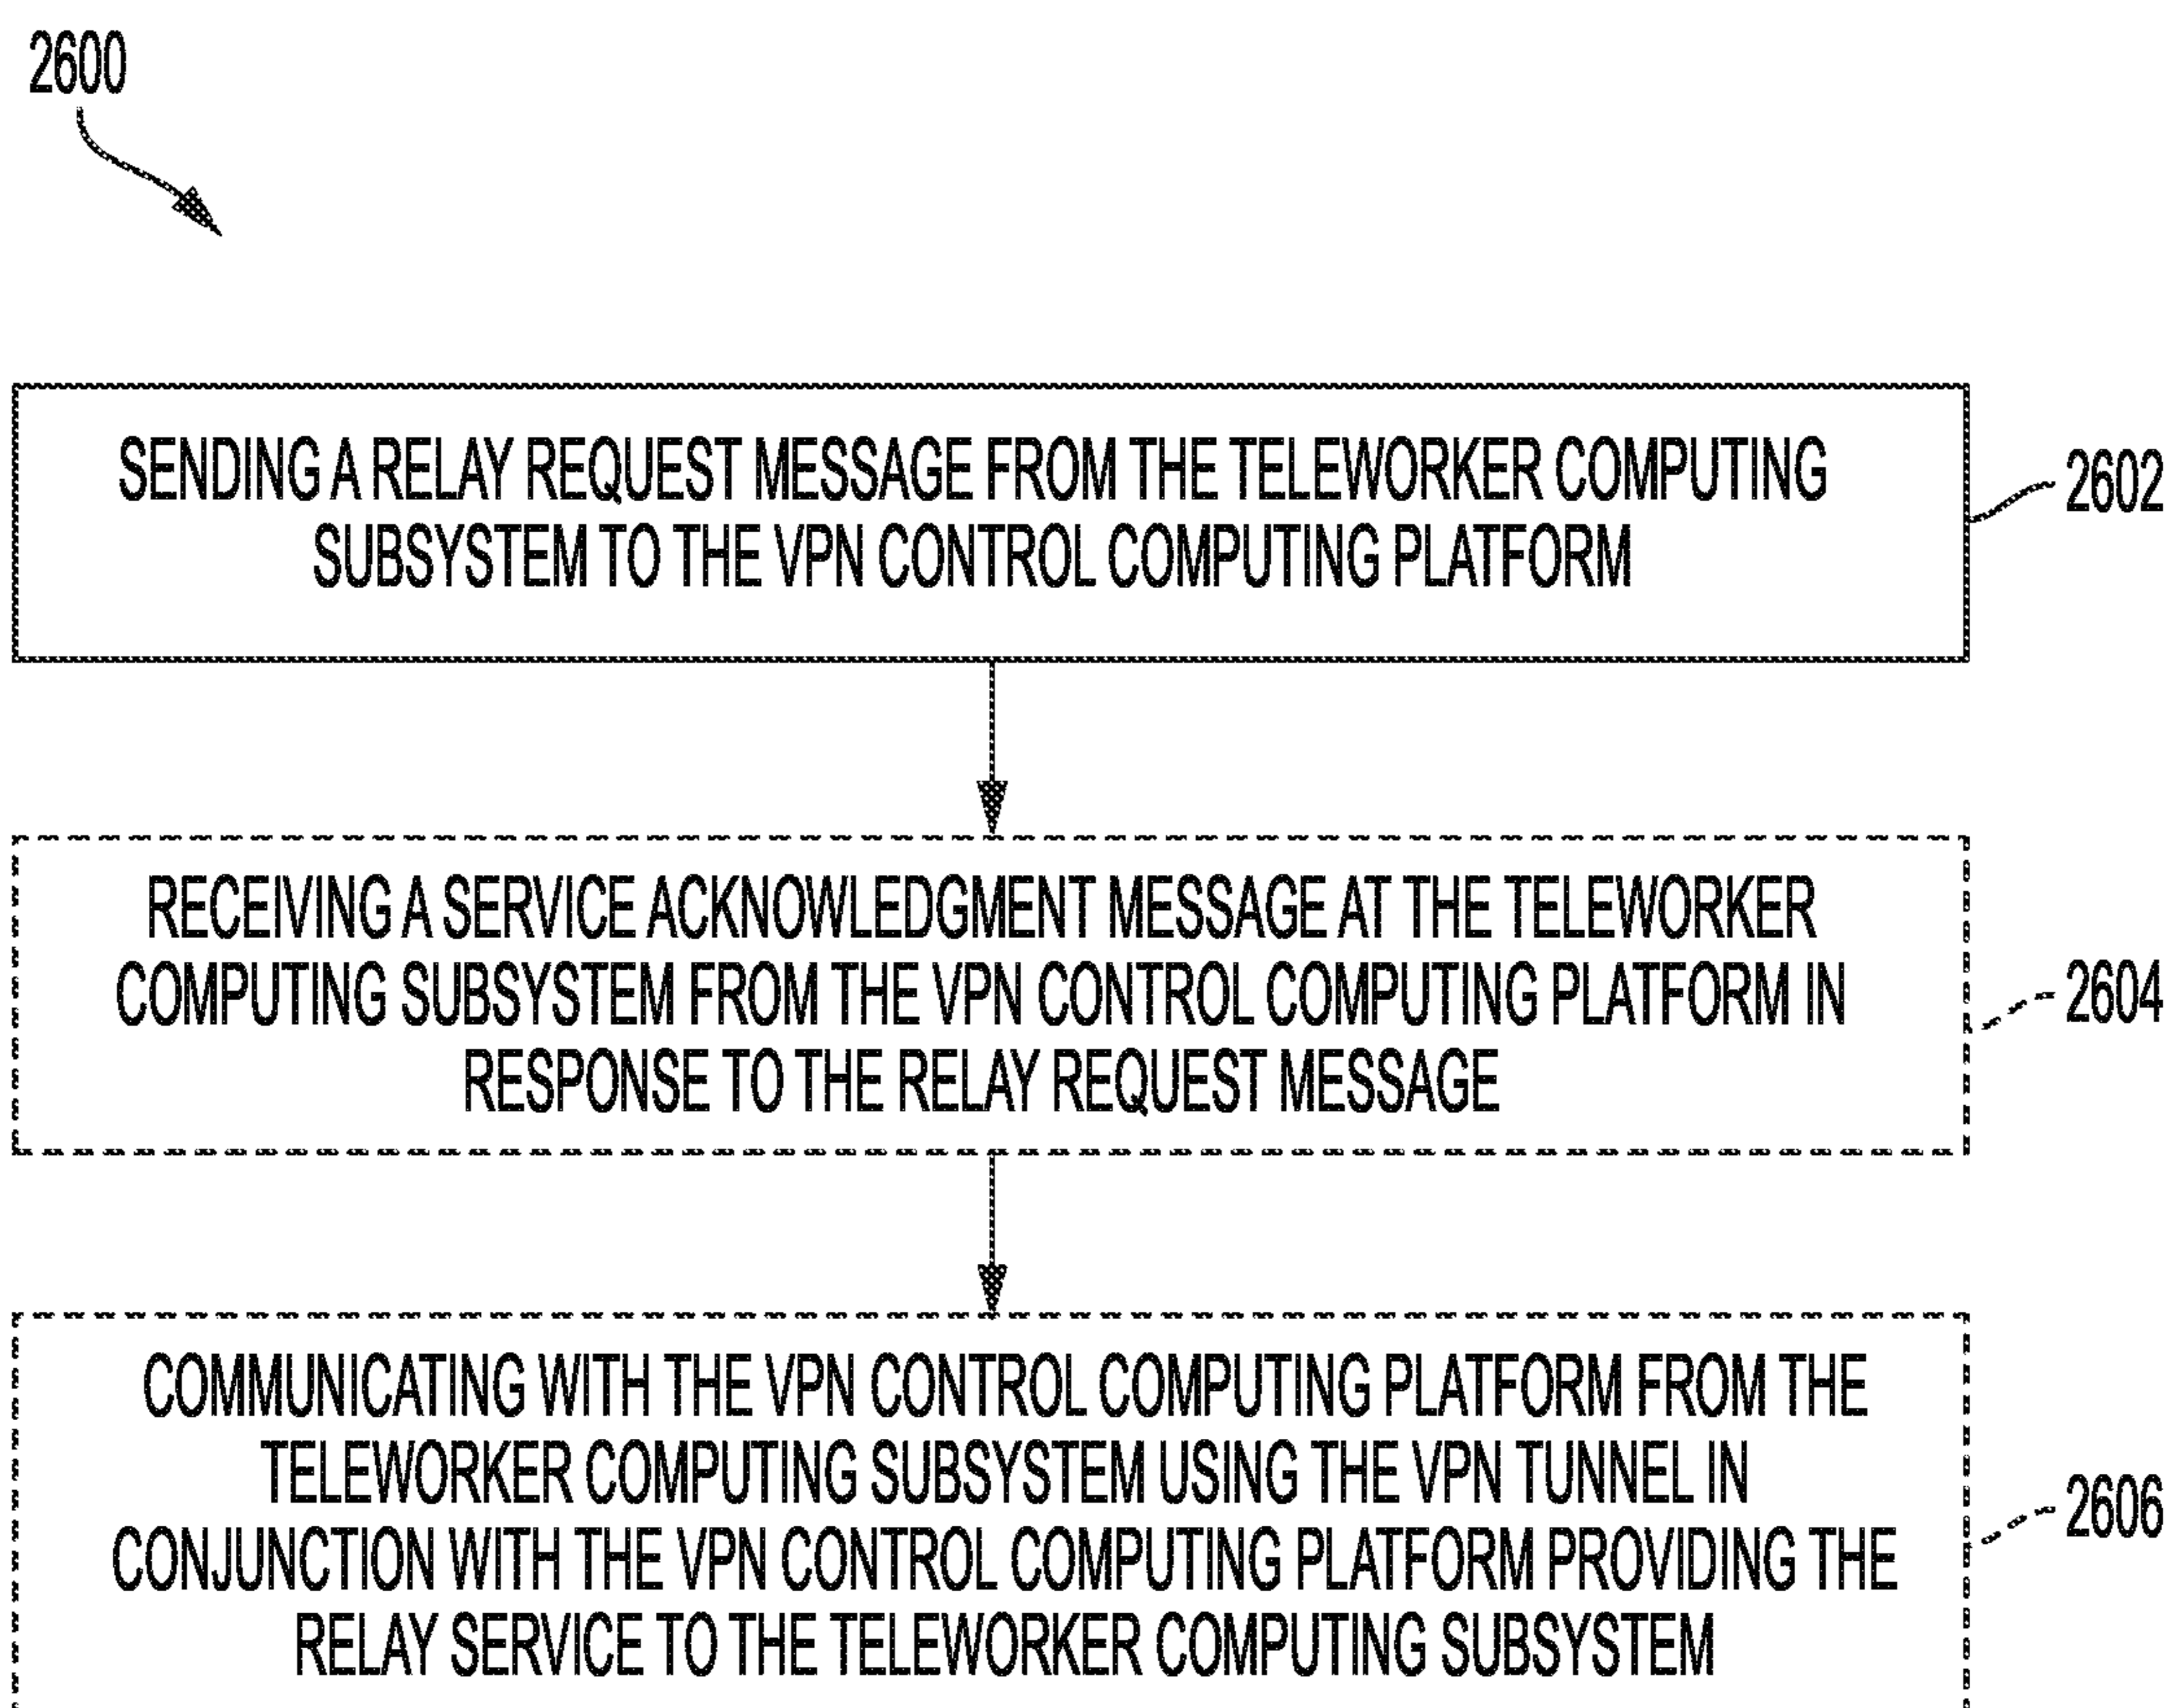 2600
SENDING A RELAY REQUEST MESSAGE FROM THE TELEWORKER COMPUTING
SUBSYSTEM TO THE VPN CONTROL COMPUTING PLATFORM
2602
RECEIVING A SERVICE ACKNOWLEDGMENT MESSAGE AT THE TELEWORKER
COMPUTING SUBSYSTEM FROM THE VPN CONTROL COMPUTING PLATFORM IN
RESPONSE TO THE RELAY REQUEST MESSAGE
2604
COMMUNICATING WITH THE VPN CONTROL COMPUTING PLATFORM FROM THE
TELEWORKER COMPUTING SUBSYSTEM USING THE VPN TUNNEL IN
CONJUNCTION WITH THE VPN CONTROL COMPUTING PLATFORM PROVIDING THE
RELAY SERVICE TO THE TELEWORKER COMPUTING SUBSYSTEM
2606